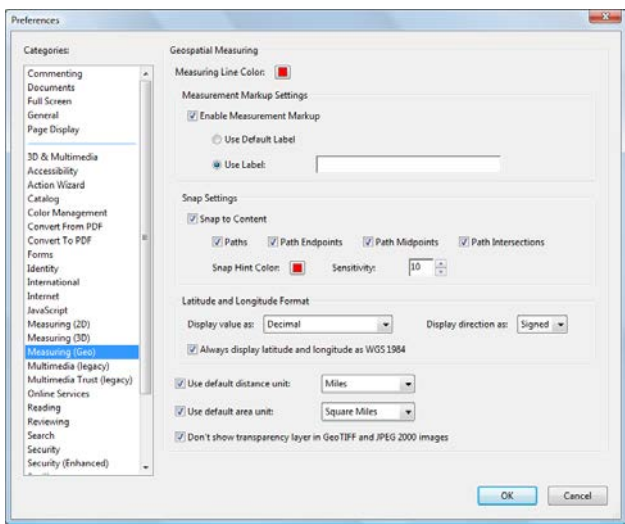 Preferences
Categories:
Commenting
Documents
Full Screen
General
Page Display
3D & Multimedia
Accessibility
Action Wizard
Catalog
Color Management
Convert From PDF
Convert To PDF
Forms
Identity
International
Internet
JavaScript
Measuring (2D)
Measuring (3D)
Measuring (Geo)
Multimedia (legacy)
Multimedia Trust (legacy)
Online Services
Reading
Reviewing
Search
Security
Security (Enhanced)
Geospatial Measuring
Measuring Line Color:
Measurement Markup Settings
Enable Measurement Markup
Use Default Label
Use Label:
Snap Settings
Snap to Content
Paths Path Endpoints Path Midpoints Path Intersections
Snap Hint Color: Sensitivity: 10
Latitude and Longitude Format
Display value as: Decimal Display direction as: Signed
Always display latitude and longitude as WGS 1984
Use default distance unit: Miles
Use default area unit: Square Miles
Don't show transparency layer in GeoTIFF and JPEG 2000 images
OK Cancel